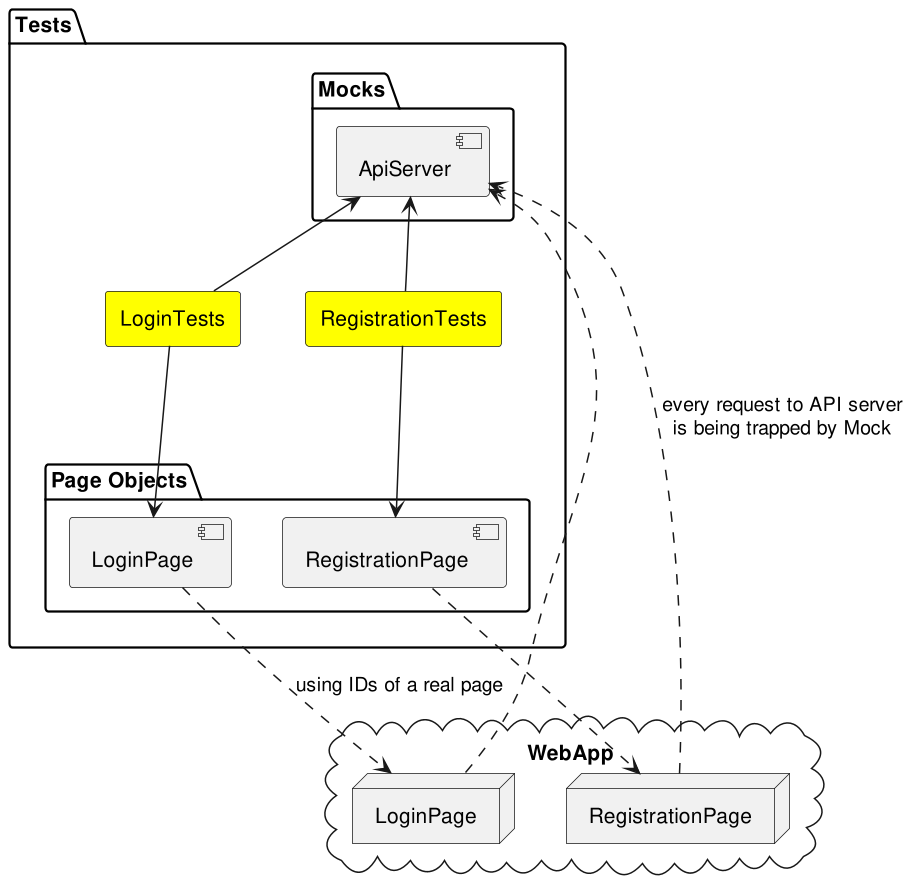 Tests
Mocks
ApiServer
LoginTests
RegistrationTests
every request to API server
is being trapped by Mock
Page Objects
LoginPage
RegistrationPage
using IDs of a real page
WebApp
LoginPage
RegistrationPage